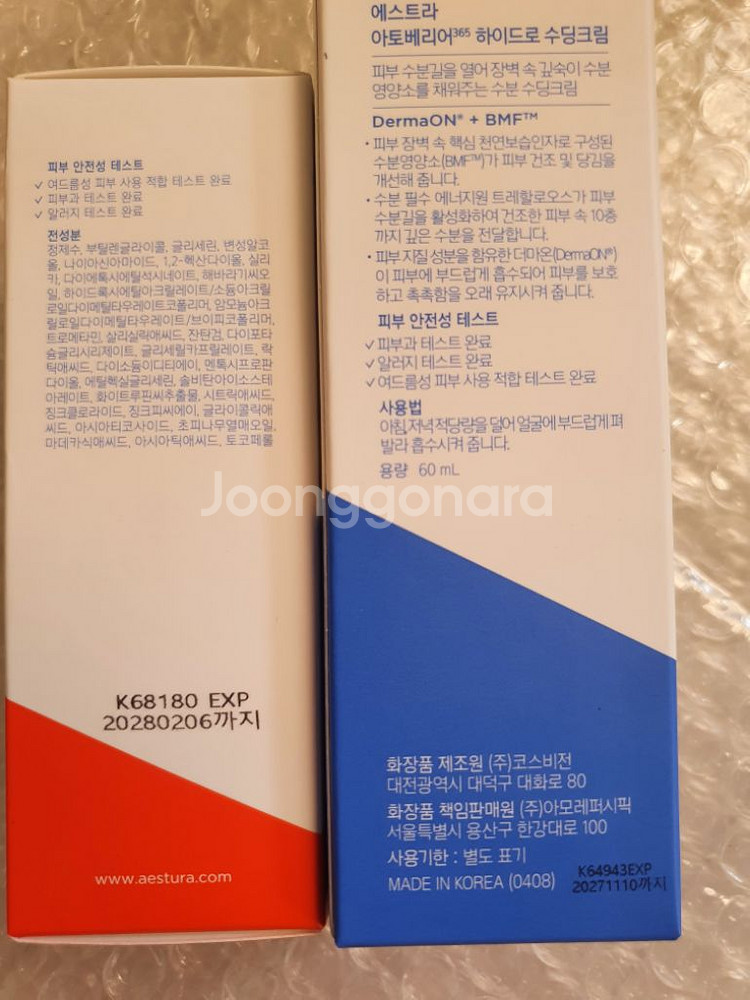 피부 안전성 테스트
✓ 여드름성 피부 사용 적합 테스트 완료
✓ 피부과 테스트 완료
✓ 알러지 테스트 완료
전성분
정제수, 부틸렌글라이콜, 글리세린, 변성알코
올, 나이아신아마이드, 1,2-헥산다이올, 실리
카, 다이에톡시에틸석시네이트, 해바라기씨오
일, 하이드록시에틸아크릴레이트/소듐아크릴
로일다이메틸타우레이트코폴리머, 암모늄아크
릴로일다이메틸타우레이트/브이피코폴리머,
트로메타민, 살리실릭애씨드, 잔탄검, 다이포타
슘글리시리제이트, 글리세릴카프릴레이트, 락
틱애씨드, 다이소듐이디티에이, 멘톡시프로판
다이올, 에틸헥실글리세린, 솔비탄아이소스테
아레이트, 화이트루핀씨추출물, 시트릭애씨드,
징크클로라이드, 징크피씨에이, 글라이콜릭애
씨드, 아시아티코사이드, 초피나무열매오일,
마데카식애씨드, 아시아틱애씨드, 토코페롤
K68180 EXP
20280206까지
www.aestura.com
에스트라
아토베리어365 하이드로 수딩크림
피부 수분길을 열어 장벽 속 깊숙이 수분
영양소를 채워주는 수분 수딩크림
DermaON® + BMF™
• 피부 장벽 속 핵심 천연보습인자로 구성된
수분영양소(BMF™)가 피부 건조 및 당김을
개선해 줍니다.
• 수분 필수 에너지원 트레할로오스가 피부
수분길을 활성화하여 건조한 피부 속 10층
까지 깊은 수분을 전달합니다.
• 피부 지질 성분을 함유한 더마온(DermaON®)
이 피부에 부드럽게 흡수되어 피부를 보호
하고 촉촉함을 오래 유지시켜 줍니다.
피부 안전성 테스트
✓ 피부과 테스트 완료
✓ 알러지 테스트 완료
✓ 여드름성 피부 사용 적합 테스트 완료
사용법
아침, 저녁 적당량을 덜어 얼굴에 부드럽게 펴
발라 흡수시켜 줍니다.
용량 60 mL
Joonggonara
화장품 제조원 (주)코스비전
대전광역시 대덕구 대화로 80
화장품 책임판매원 (주)아모레퍼시픽
서울특별시 용산구 한강대로 100
사용기한 : 별도 표기
MADE IN KOREA (0408)
K64943EXP
20271110까지